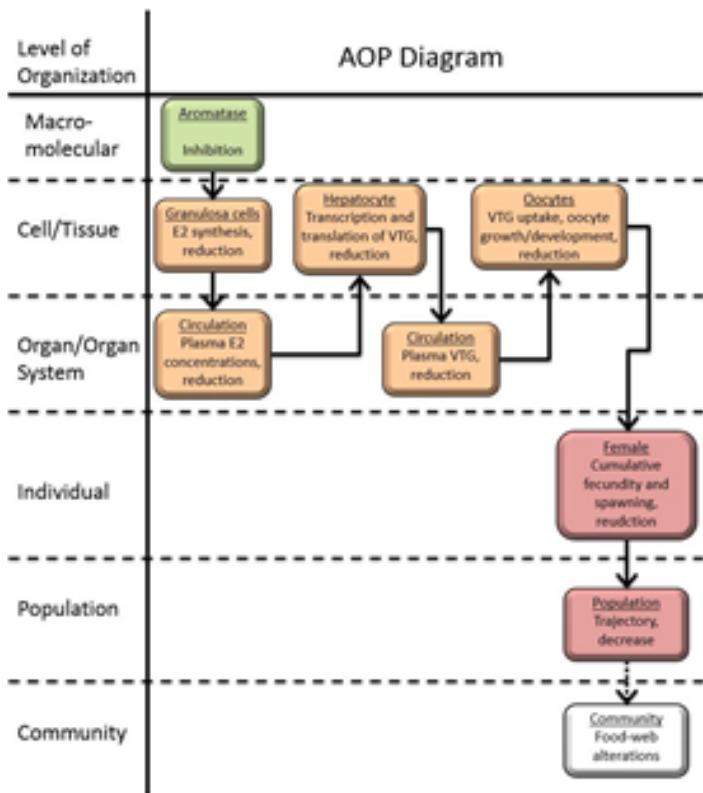 Level of
Organization
AOP Diagram
Macro-
molecular
Aromatase
Inhibition
Cell/Tissue
Granulosa cells
E2 synthesis,
reduction
Hepatocyte
Transcription and
translation of VTG,
reduction
Oocytes
VTG uptake, oocyte
growth/development,
reduction
Organ/Organ
System
Circulation
Plasma E2
concentrations,
reduction
Circulation
Plasma VTG,
reduction
Individual
Female
Cumulative
fecundity and
spawning,
reudction
Population
Population
Trajectory,
decrease
Community
Community
Food-web
alterations